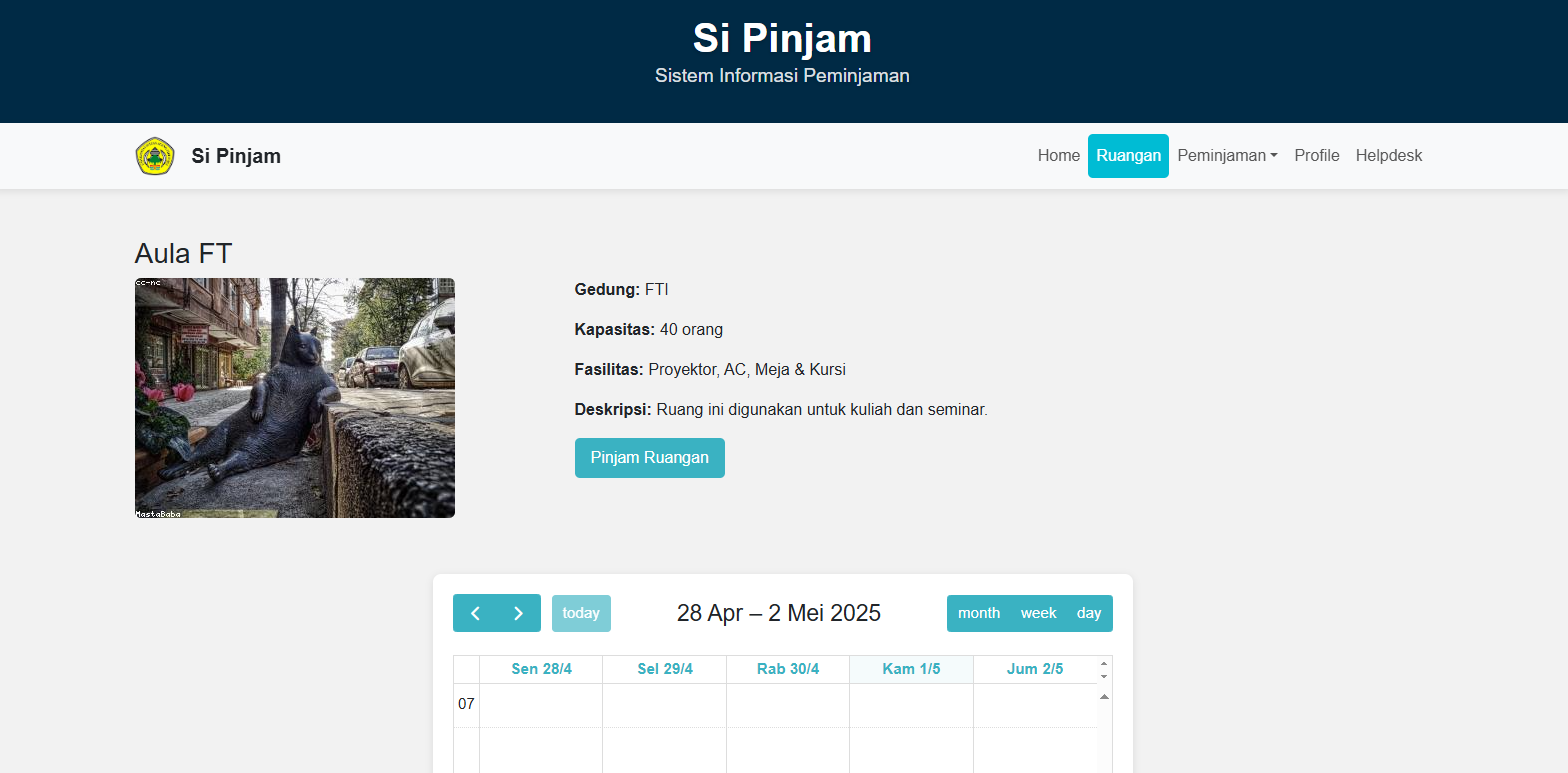 Si Pinjam
Sistem Informasi Peminjaman
Si Pinjam
Home Ruangan Peminjaman Profile Helpdesk
Aula FT
cc-nc
MastaBaba
Gedung: FTI
Kapasitas: 40 orang
Fasilitas: Proyektor, AC, Meja & Kursi
Deskripsi: Ruang ini digunakan untuk kuliah dan seminar.
Pinjam Ruangan
today 28 Apr – 2 Mei 2025 month week day
Sen 28/4 Sel 29/4 Rab 30/4 Kam 1/5 Jum 2/5
07